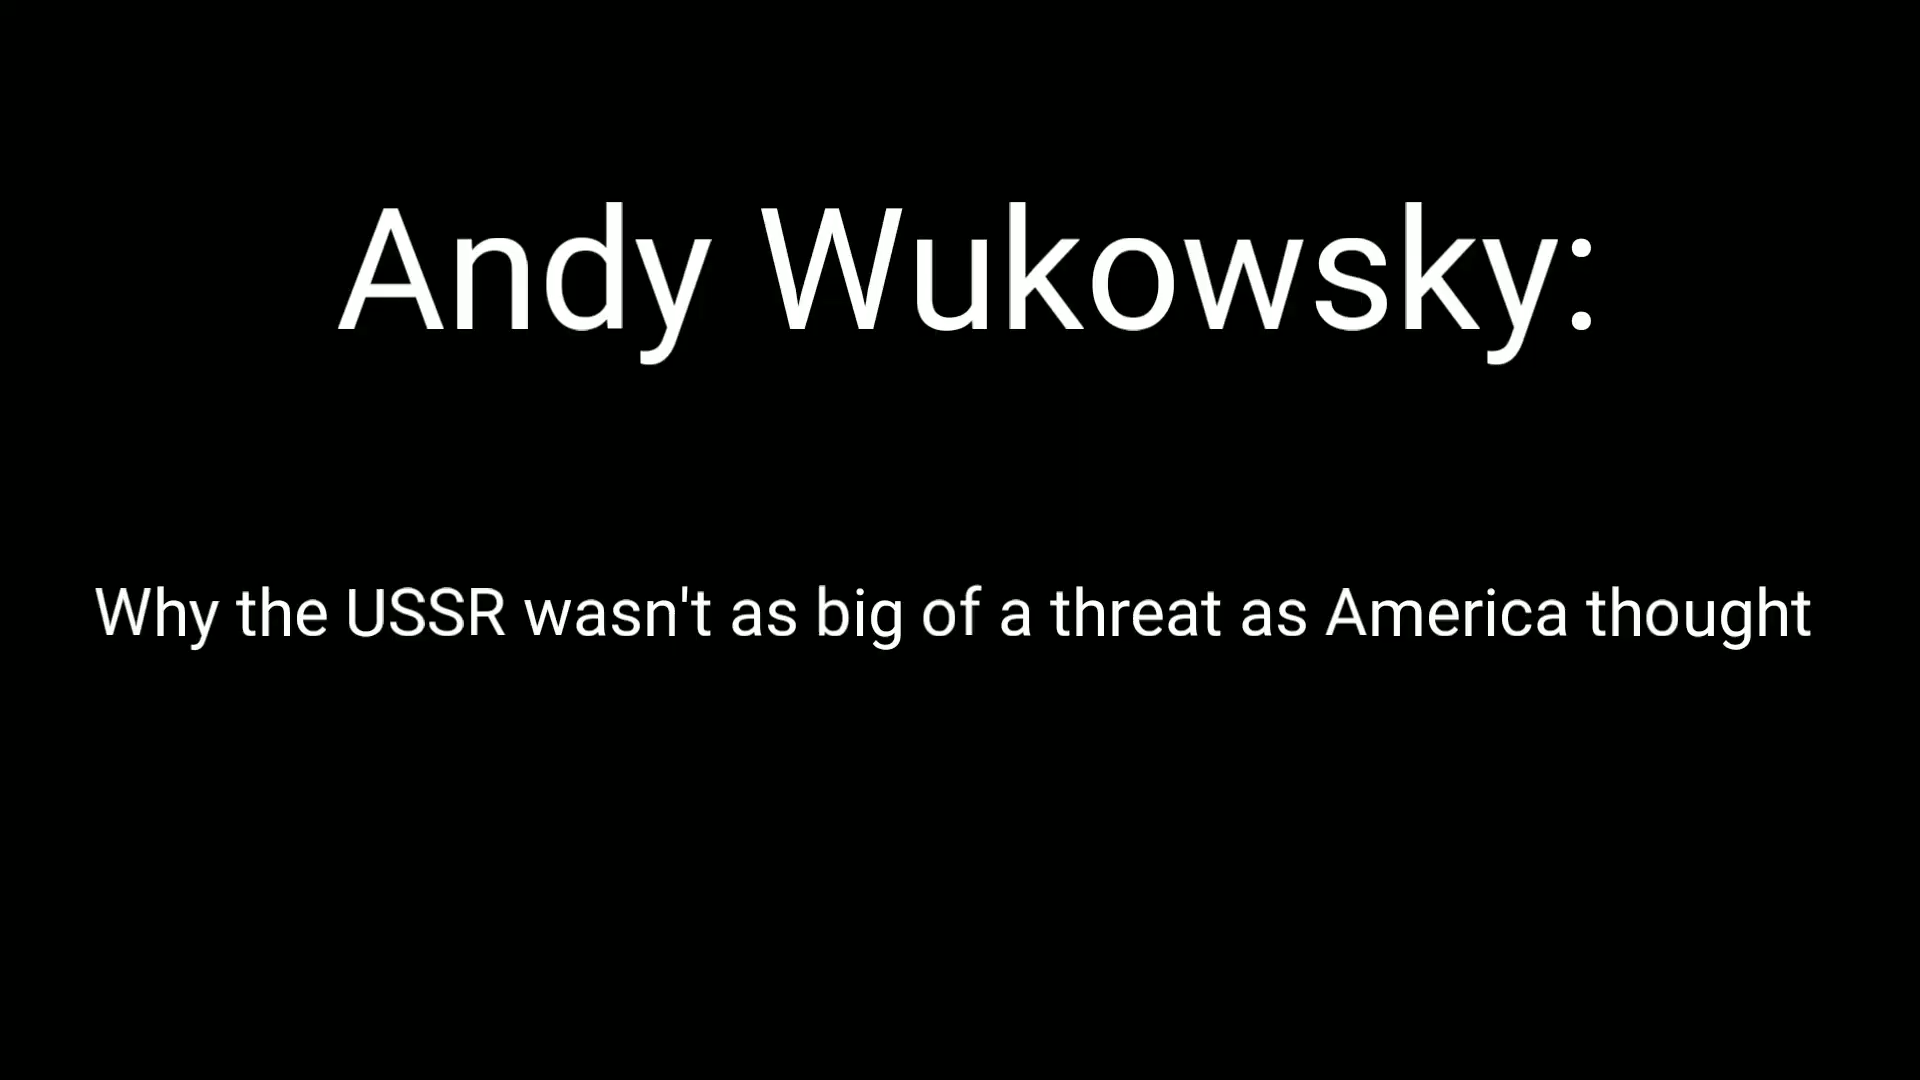 Andy Wukowsky:
Why the USSR wasn't as big of a threat as America thought